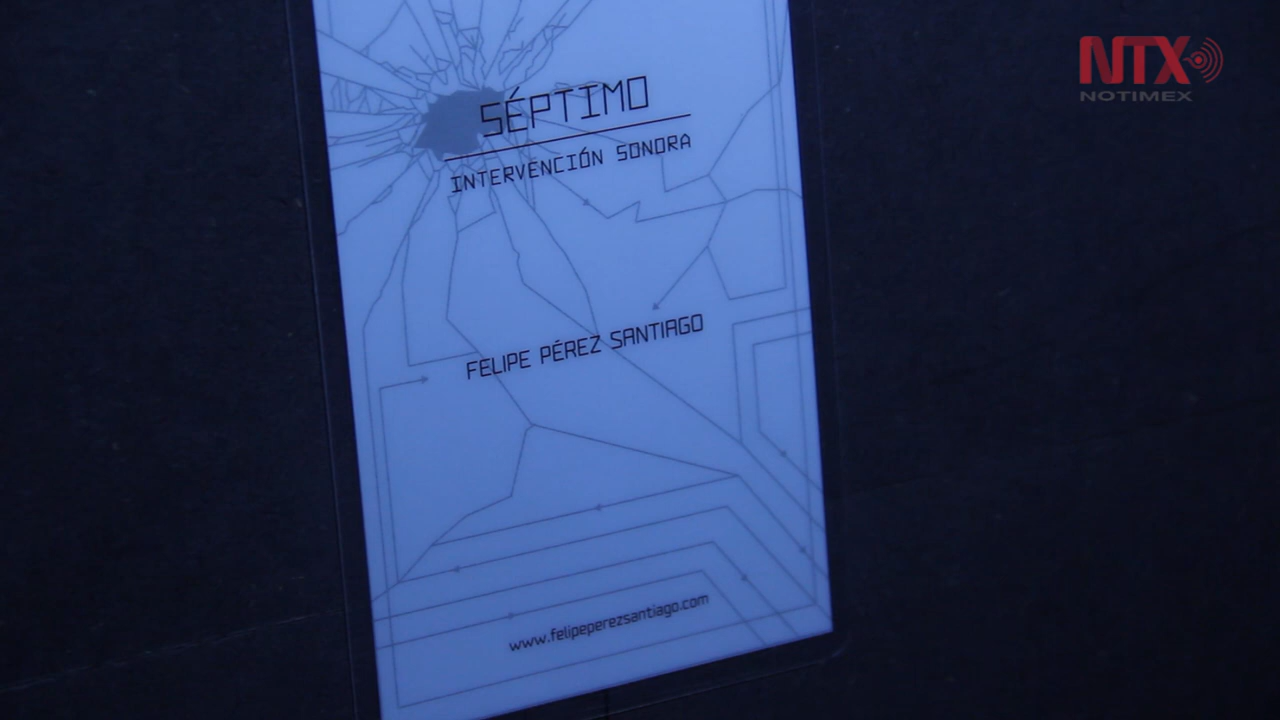 NTX
NOTIMEX
SÉPTIMO
INTERVENCIÓN SONORA
FELIPE PÉREZ SANTIAGO
www.felipeperezsantiago.com